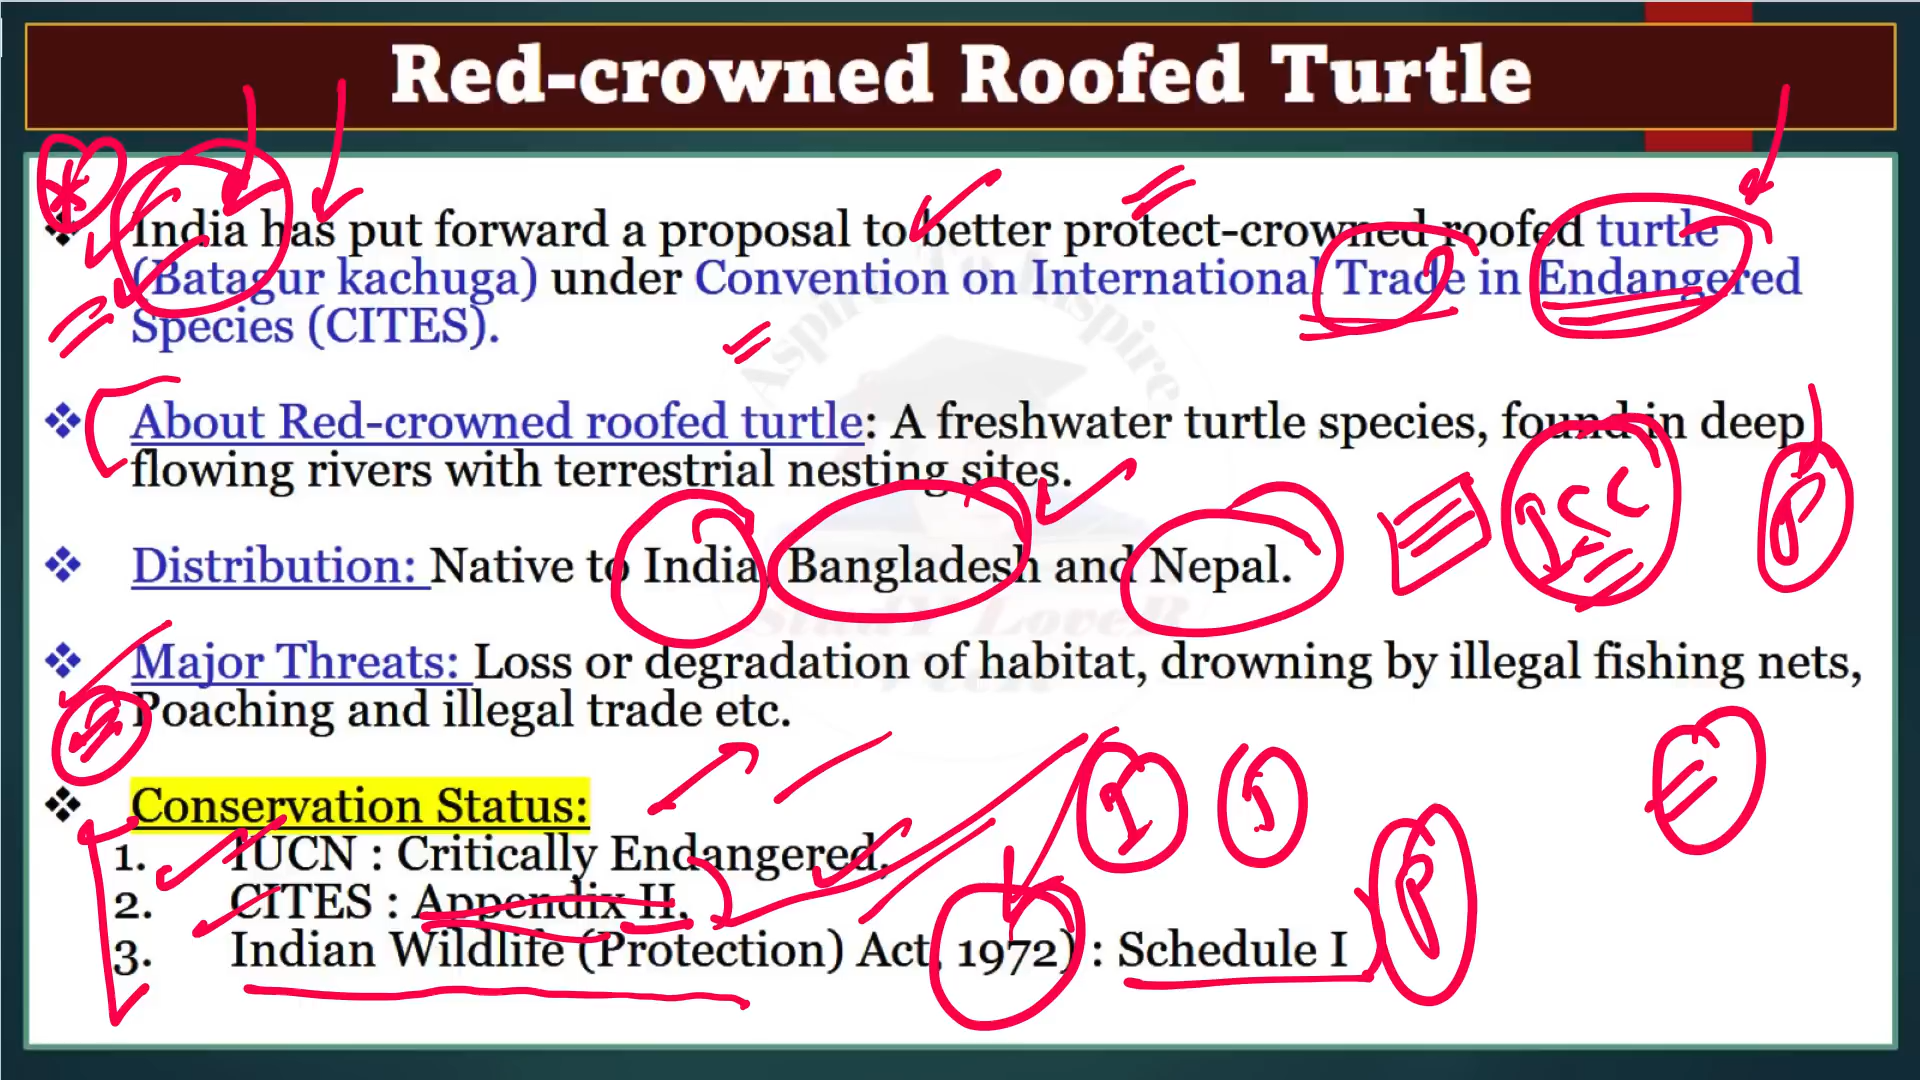 Red-crowned Roofed Turtle
India has put forward a proposal to better protect-crowned roofed turtle
(Batagur kachuga) under Convention on International Trade in Endangered
Species (CITES).
About Red-crowned roofed turtle: A freshwater turtle species, found in deep
flowing rivers with terrestrial nesting sites.
Distribution: Native to India, Bangladesh and Nepal.
Major Threats: Loss or degradation of habitat, drowning by illegal fishing nets,
Poaching and illegal trade etc.
Conservation Status:
1. IUCN : Critically Endangered,
2. CITES : Appendix II,
3. Indian Wildlife (Protection) Act, 1972) : Schedule I